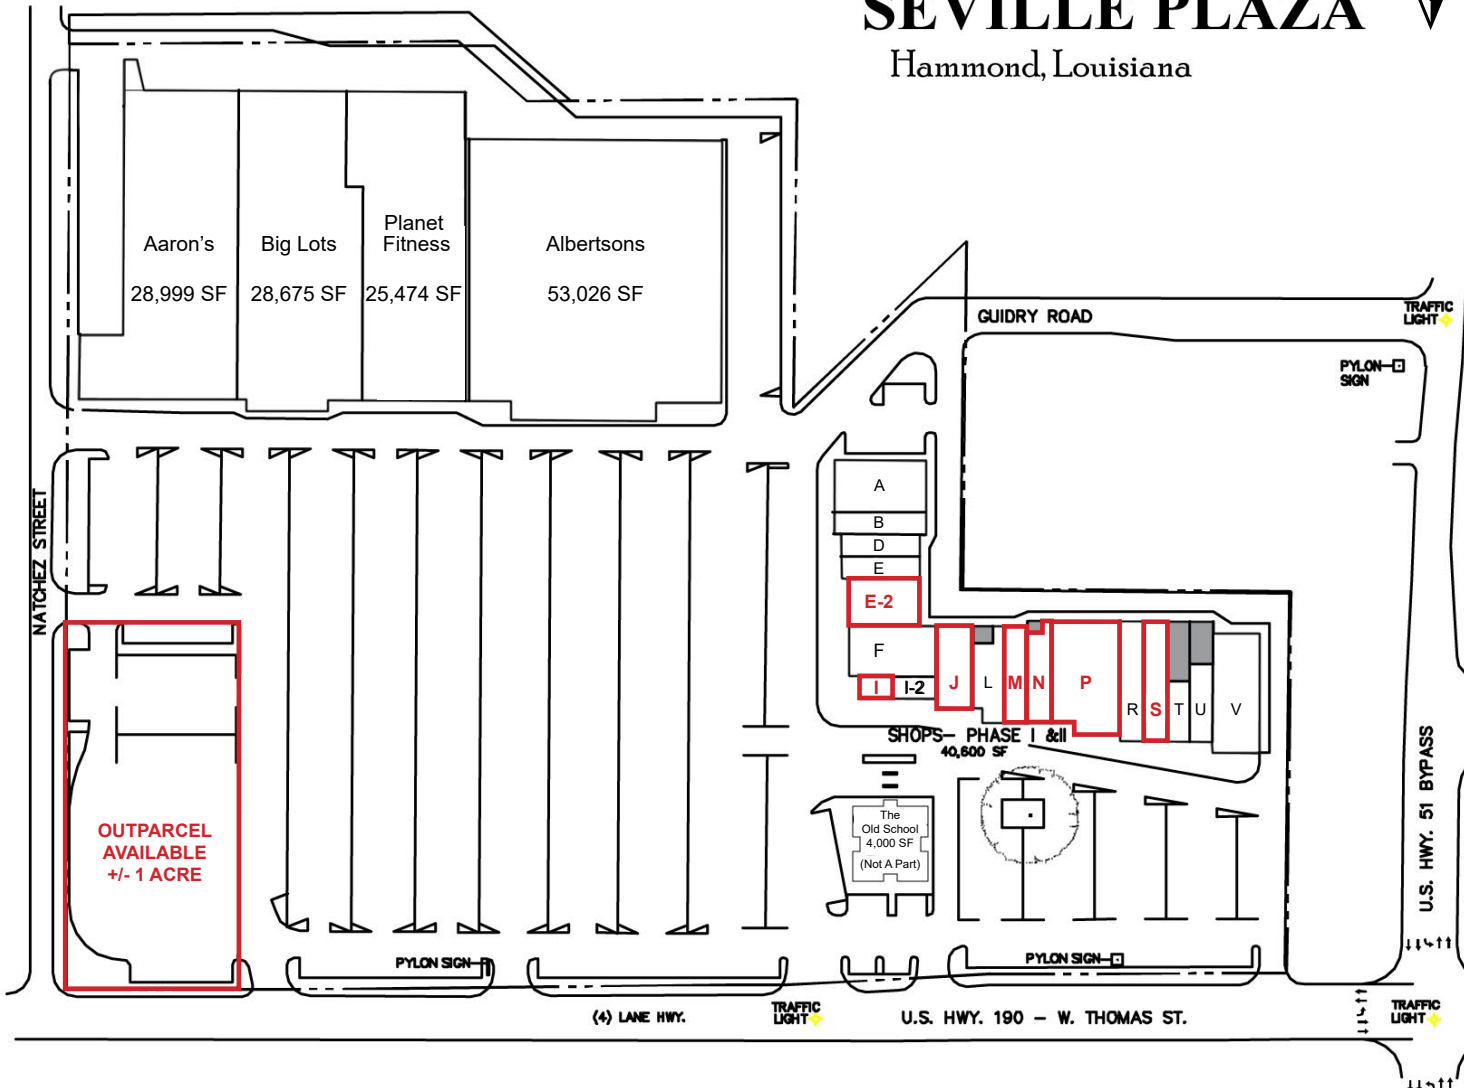 SEVILLE PLAZA
Hammond, Louisiana
Aaron's
28,999 SF
Big Lots
28,675 SF
Planet
Fitness
25,474 SF
Albertsons
53,026 SF
GUIDRY ROAD
TRAFFIC
LIGHT
PYLON
SIGN
NATCHEZ STREET
A
B
D
E
E-2
F
I
I-2
J
L
M
N
P
R
S
T
U
V
SHOPS- PHASE I &II
40,600 SF
The
Old School
4,000 SF
(Not A Part)
OUTPARCEL
AVAILABLE
+/- 1 ACRE
U.S. HWY. 51 BYPASS
PYLON SIGN
PYLON SIGN
(4) LANE HWY.
TRAFFIC
LIGHT
U.S. HWY. 190 - W. THOMAS ST.
TRAFFIC
LIGHT